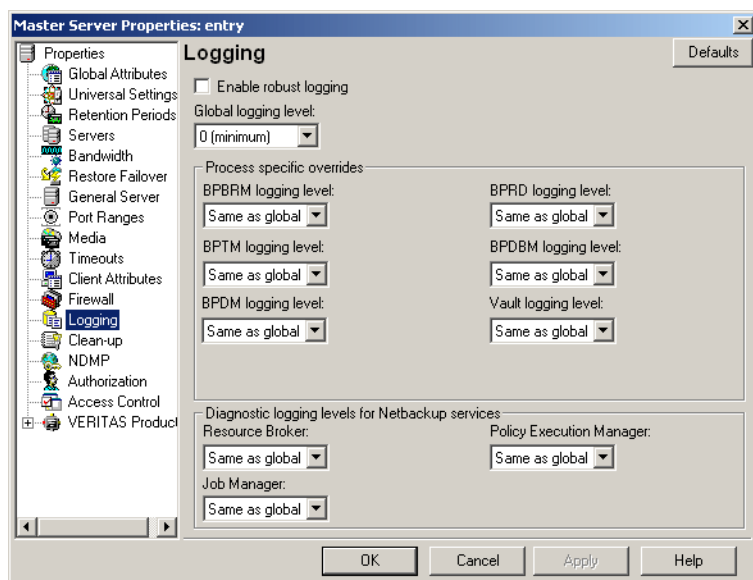 Master Server Properties: entry
Properties
Global Attributes
Universal Settings
Retention Periods
Servers
Bandwidth
Restore Failover
General Server
Port Ranges
Media
Timeouts
Client Attributes
Firewall
Logging
Clean-up
NDMP
Authorization
Access Control
VERITAS Product
Logging
Defaults
Enable robust logging
Global logging level:
0 (minimum)
Process specific overrides
BPBRM logging level:
BPRD logging level:
Same as global
Same as global
BPTM logging level:
BPDBM logging level:
Same as global
Same as global
BPDM logging level:
Vault logging level:
Same as global
Same as global
Diagnostic logging levels for Netbackup services
Resource Broker:
Policy Execution Manager:
Same as global
Same as global
Job Manager:
Same as global
OK
Cancel
Apply
Help